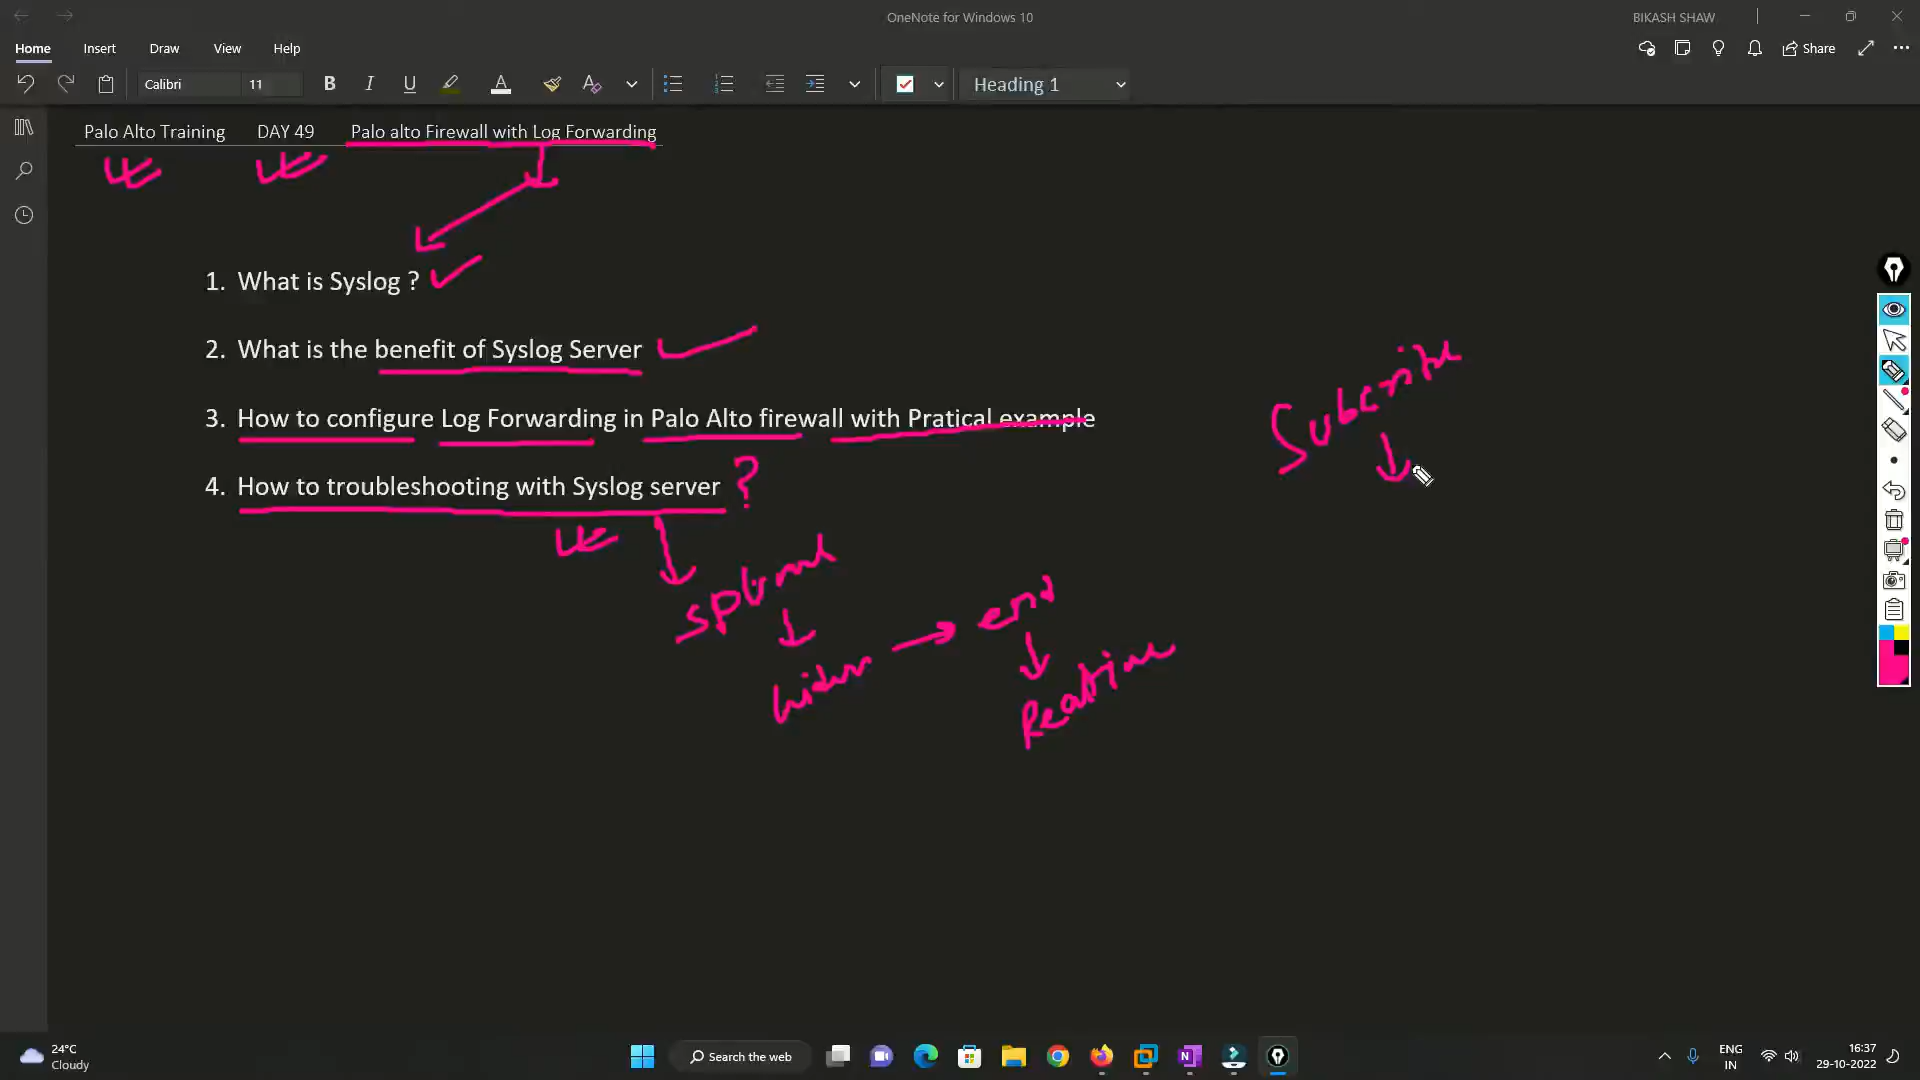 OneNote for Windows 10
BIKASH SHAW
Home Insert Draw View Help
Share
Calibri 11 B I U A A Heading 1
Palo Alto Training DAY 49 Palo alto Firewall with Log Forwarding
1. What is Syslog ?
2. What is the benefit of Syslog Server
3. How to configure Log Forwarding in Palo Alto firewall with Pratical example
4. How to troubleshooting with Syslog server ?
Realtime
Search the web
24°C
Cloudy
ENG
IN
16:37
29-10-2022